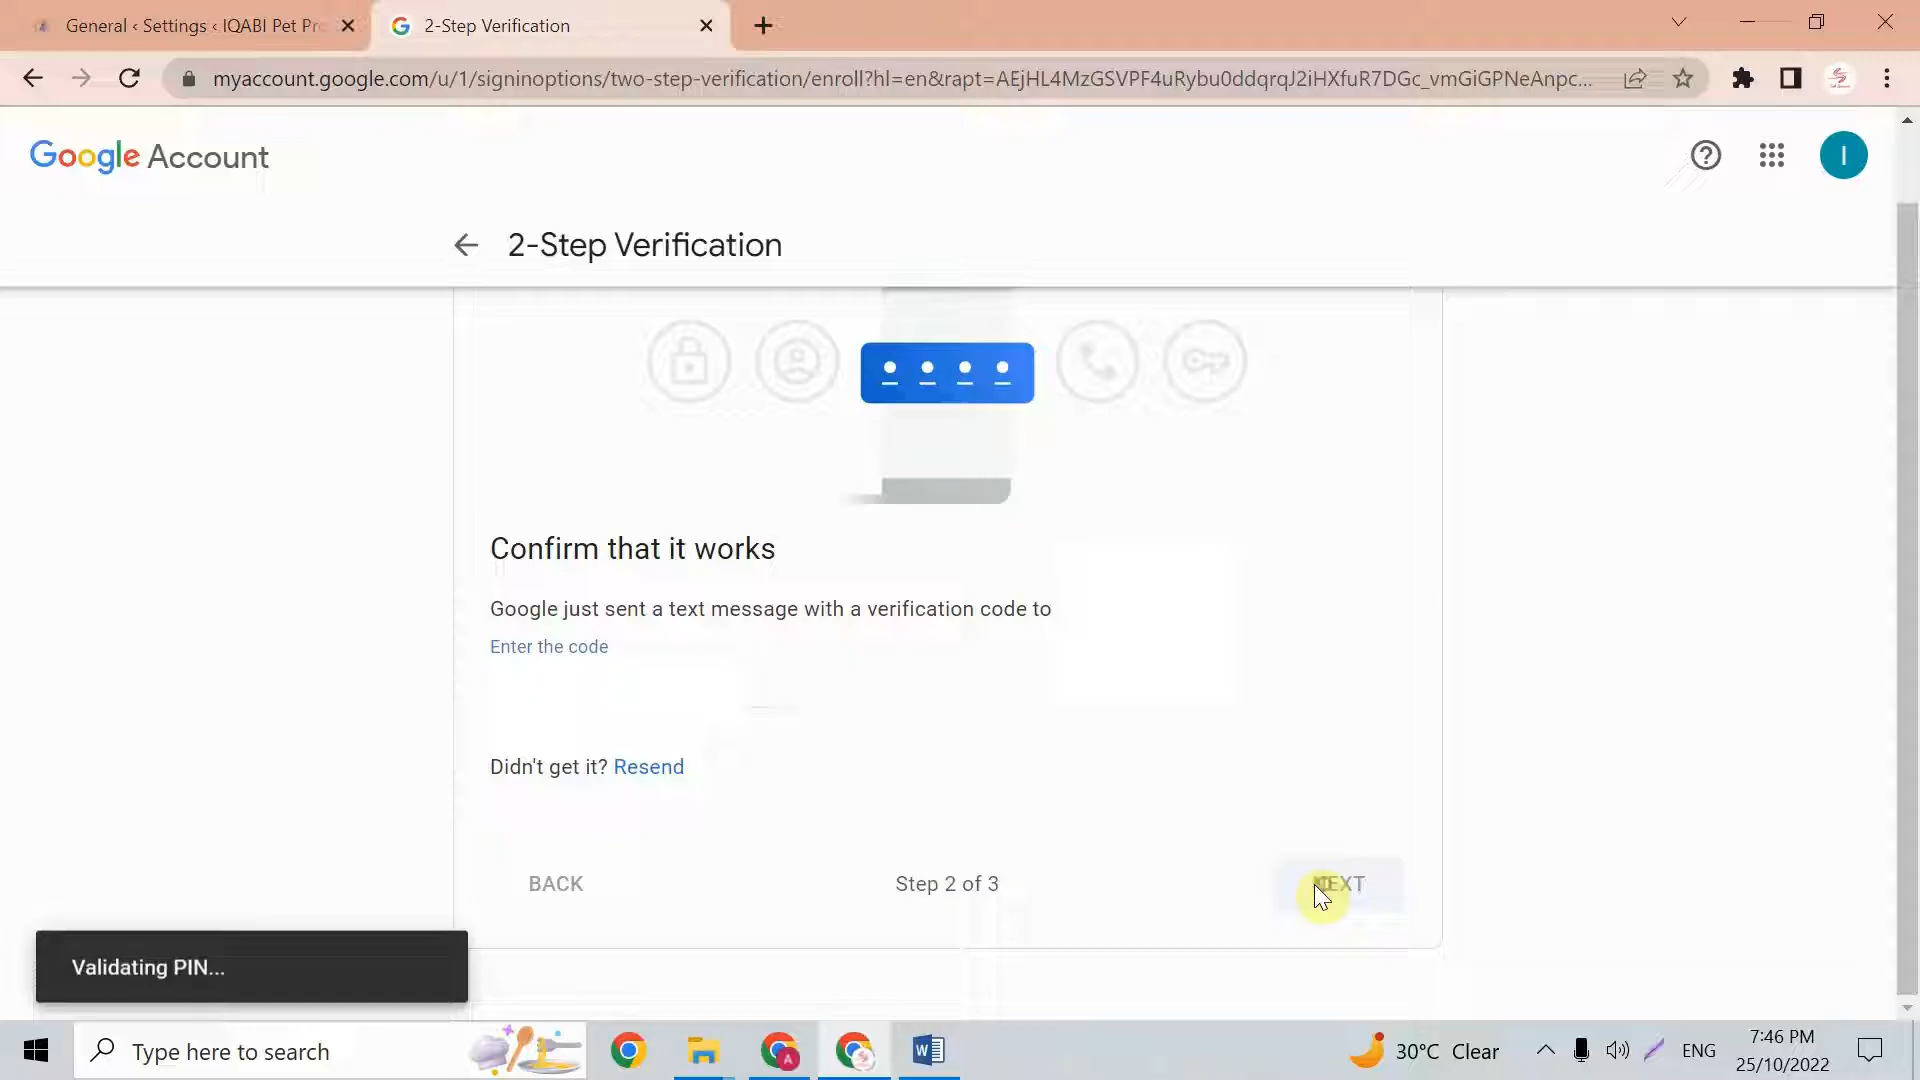 General ‹ Settings ‹ IQABI Pet Pr
2-Step Verification
myaccount.google.com/u/1/signinoptions/two-step-verification/enroll?hl=en&rapt=AEjHL4MzGSVPF4uRybu0ddqrqJ2iHXfuR7DGc_vmGiGPNeAnpc...
Google Account
I
2-Step Verification
Confirm that it works
Google just sent a text message with a verification code to
Enter the code
Didn't get it? Resend
BACK
Step 2 of 3
NEXT
Validating PIN...
Type here to search
A
W
30°C Clear
ENG
7:46 PM
25/10/2022